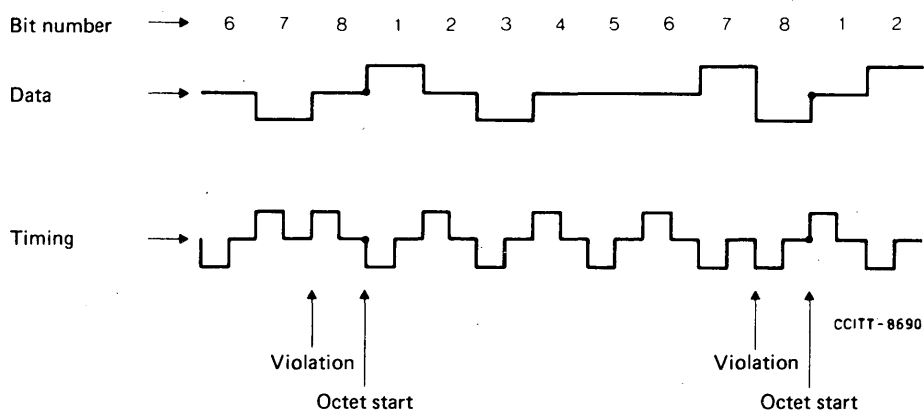 Bit number 6 7 8 1 2 3 4 5 6 7 8 1 2
Data
Timing
CCITT-8690
Violation Violation
Octet start Octet start